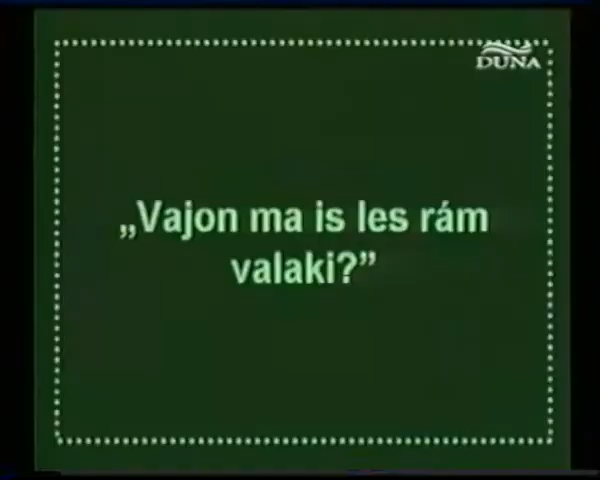 DUNA
„Vajon ma is les rám
valaki?”